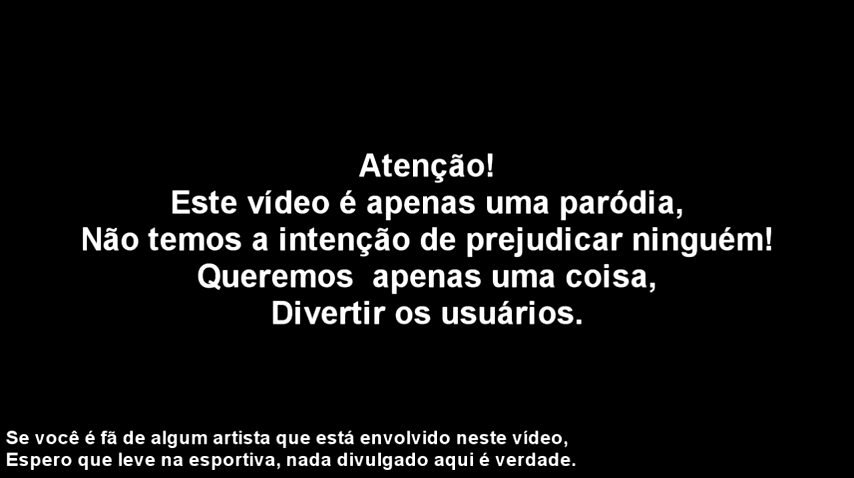 Atenção!
Este vídeo é apenas uma paródia,
Não temos a intenção de prejudicar ninguém!
Queremos  apenas uma coisa,
Divertir os usuários.
Se você é fã de algum artista que está envolvido neste vídeo,
Espero que leve na esportiva, nada divulgado aqui é verdade.